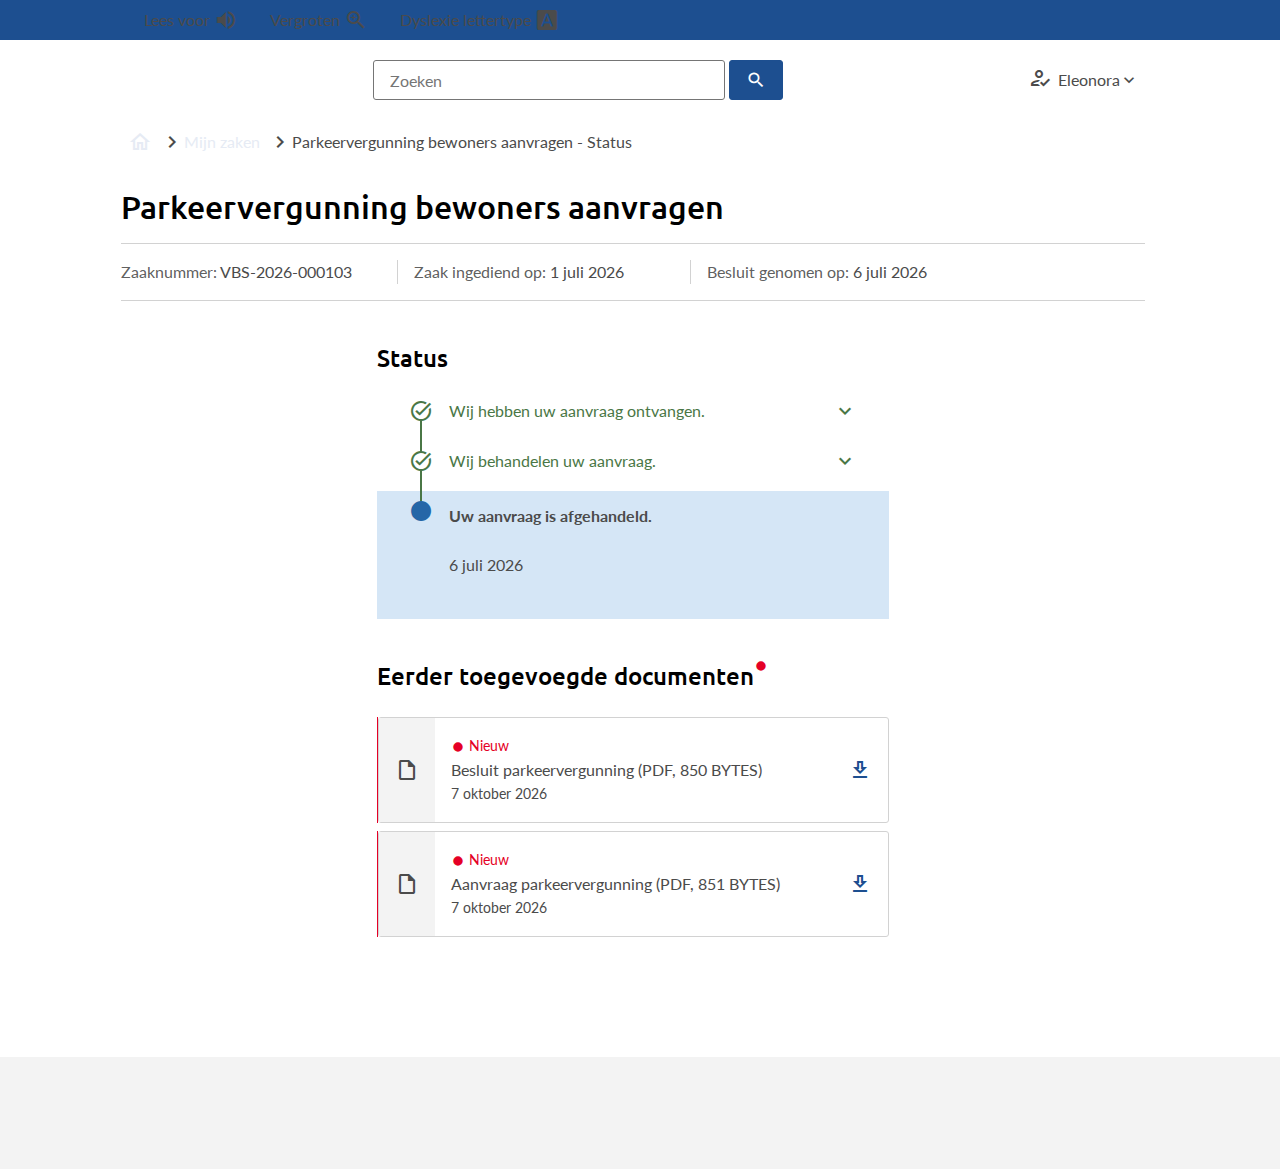 Lees voor
Vergroten
Dyslexie lettertype
Zoeken
Eleonora
Mijn zaken
Parkeervergunning bewoners aanvragen - Status
Parkeervergunning bewoners aanvragen
Zaaknummer: VBS-2026-000103
Zaak ingediend op: 1 juli 2026
Besluit genomen op: 6 juli 2026
Status
Wij hebben uw aanvraag ontvangen.
Wij behandelen uw aanvraag.
Uw aanvraag is afgehandeld.
6 juli 2026
Eerder toegevoegde documenten
Nieuw
Besluit parkeervergunning (PDF, 850 BYTES)
7 oktober 2026
Nieuw
Aanvraag parkeervergunning (PDF, 851 BYTES)
7 oktober 2026